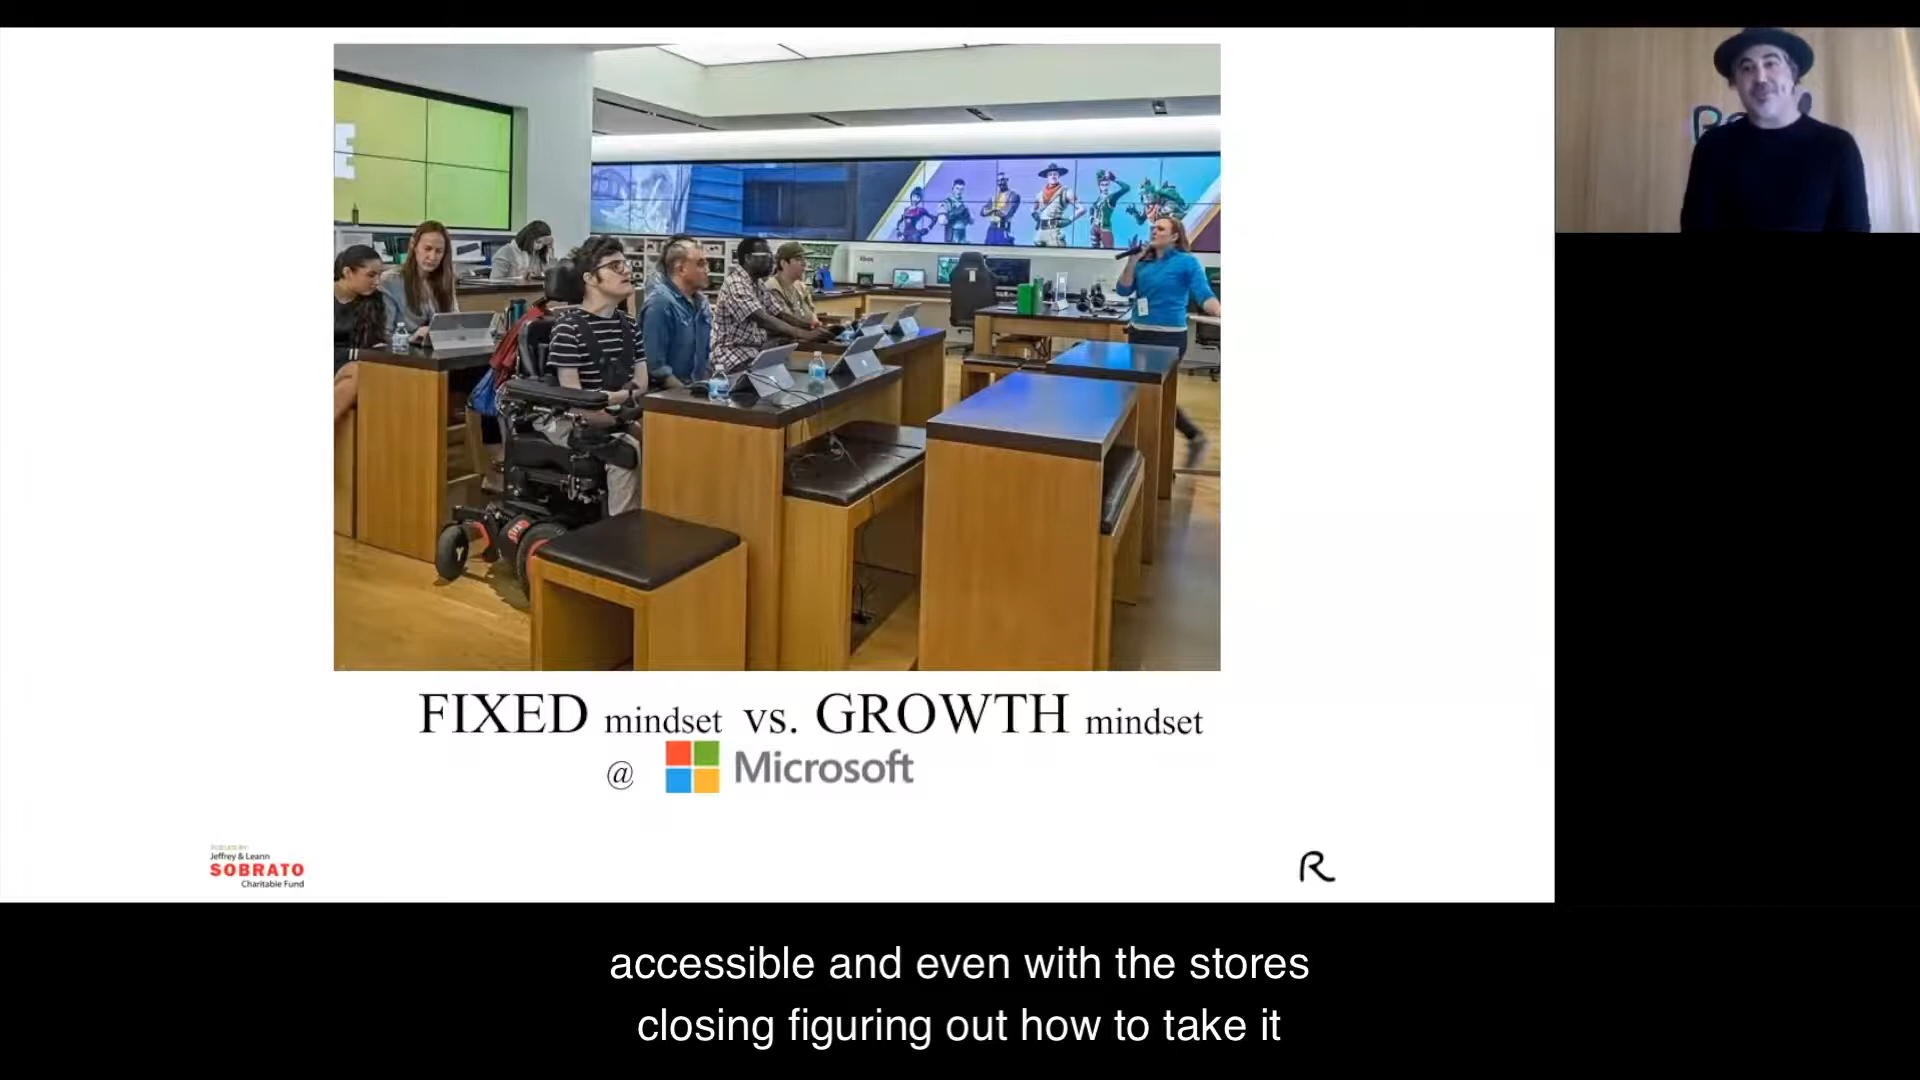 FIXED mindset vs. GROWTH mindset
@ Microsoft
Jeffrey & Leann
SOBRATO
Charitable Fund
R
accessible and even with the stores
closing figuring out how to take it